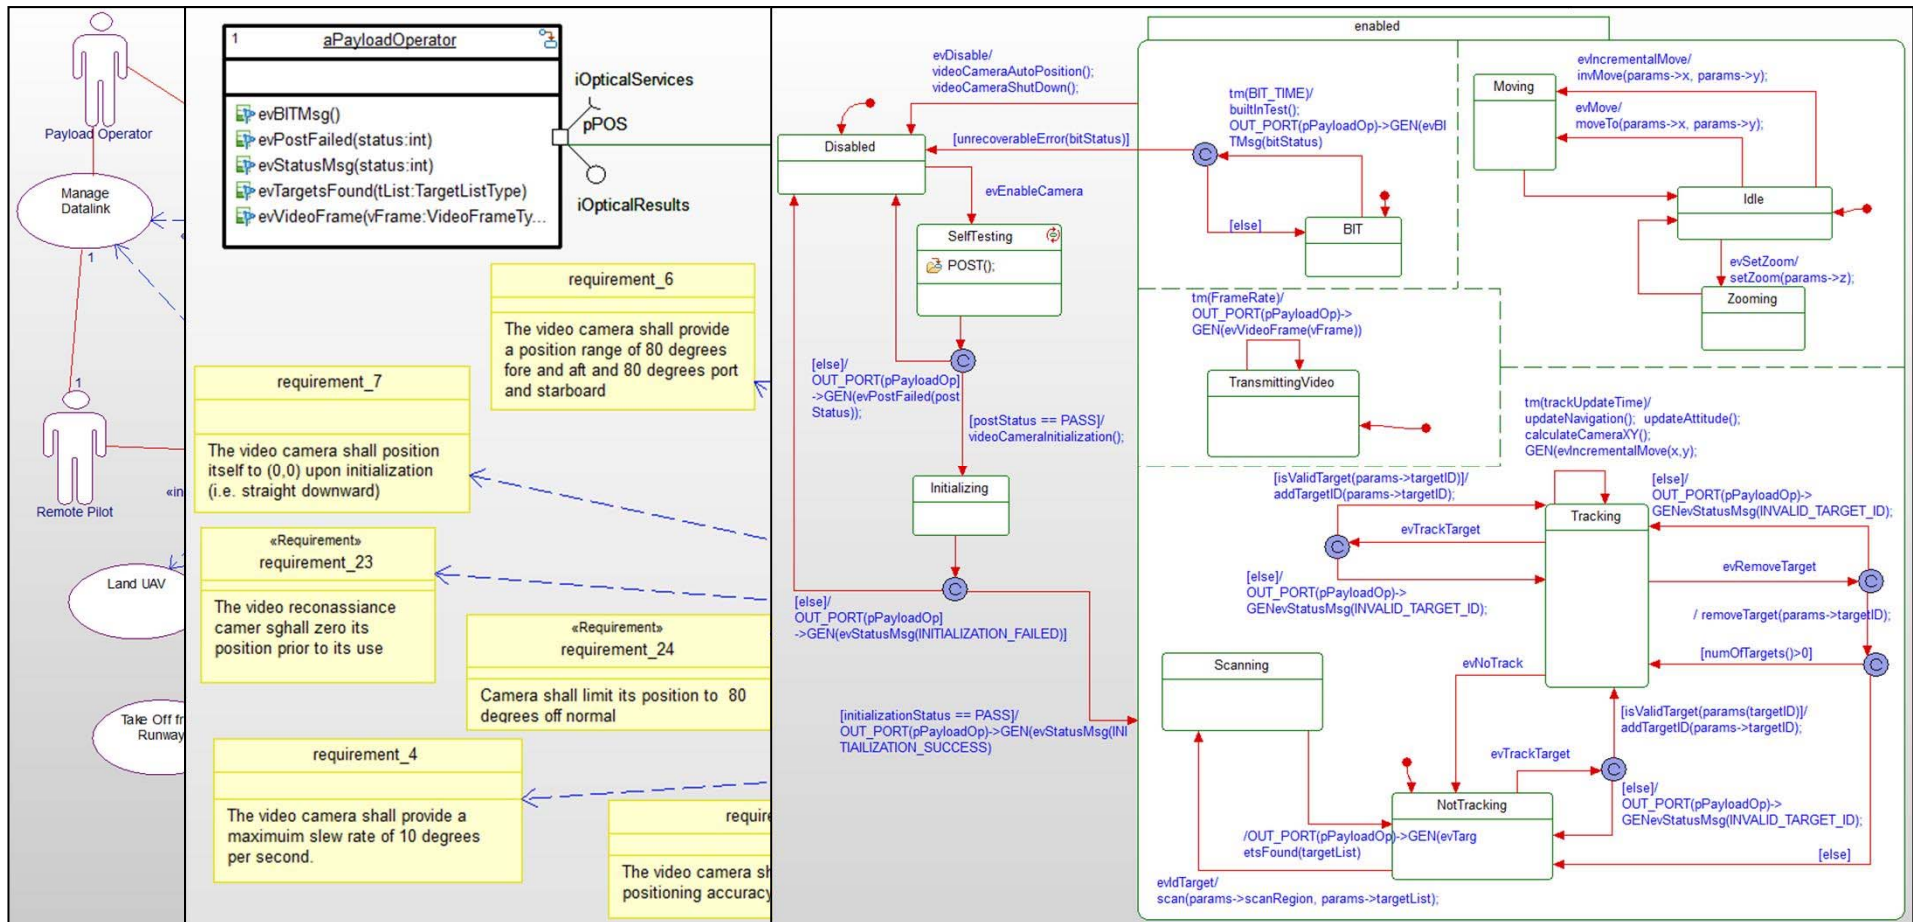 Payload Operator
Manage
Datalink
1
1
Remote Pilot
«in
Land UAV
Take Off fr
Runway
1
aPayloadOperator
evBITMsg()
evPostFailed(status:int)
evStatusMsg(status:int)
evTargetsFound(tList:TargetListType)
evVideoFrame(vFrame:VideoFrameTy...
iOpticalServices
pPOS
iOpticalResults
requirement_6
The video camera shall provide
a position range of 80 degrees
fore and aft and 80 degrees port
and starboard
requirement_7
The video camera shall position
itself to (0,0) upon initialization
(i.e. straight downward)
«Requirement»
requirement_23
The video reconassiance
camer sghall zero its
position prior to its use
«Requirement»
requirement_24
Camera shall limit its position to 80
degrees off normal
requirement_4
The video camera shall provide a
maximuim slew rate of 10 degrees
per second.
require
The video camera sh
positioning accuracy
evDisable/
videoCameraAutoPosition();
videoCameraShutDown();
Disabled
[unrecoverableError(bitStatus)]
evEnableCamera
SelfTesting
POST();
C
[else]/
OUT_PORT(pPayloadOp]
->GEN(evPostFailed(post
Status));
[postStatus == PASS]/
videoCameraInitialization();
Initializing
C
[else]/
OUT_PORT(pPayloadOp]
->GEN(evStatusMsg(INITIALIZATION_FAILED)]
[initializationStatus == PASS]/
OUT_PORT(pPayloadOp)->GEN(evStatusMsg(INI
TIAILIZATION_SUCCESS)
enabled
tm(BIT_TIME)/
builtInTest();
OUT_PORT(pPayloadOp)->GEN(evBI
TMsg(bitStatus)
C
[else]
BIT
evIncrementalMove/
invMove(params->x, params->y);
Moving
evMove/
moveTo(params->x, params->y);
Idle
evSetZoom/
setZoom(params->z);
Zooming
tm(FrameRate)/
OUT_PORT(pPayloadOp)->
GEN(evVideoFrame(vFrame))
TransmittingVideo
tm(trackUpdateTime)/
updateNavigation(); updateAttitude();
calculateCameraXY();
GEN(evIncrementalMove(x,y);
[isValidTarget(params->targetID)]/
addTargetID(params->targetID);
[else]/
OUT_PORT(pPayloadOp)->
GENevStatusMsg(INVALID_TARGET_ID);
Tracking
evTrackTarget
C
[else]/
OUT_PORT(pPayloadOp)->
GENevStatusMsg(INVALID_TARGET_ID);
evRemoveTarget
C
/ removeTarget(params->targetID);
[numOfTargets()>0]
C
Scanning
evNoTrack
[isValidTarget(params(targetID)]/
addTargetID(params->targetID);
evTrackTarget
C
[else]/
OUT_PORT(pPayloadOp)->
GENevStatusMsg(INVALID_TARGET_ID);
NotTracking
/OUT_PORT(pPayloadOp)->GEN(evTarg
etsFound(targetList)
[else]
evIdTarget/
scan(params->scanRegion, params->targetList);